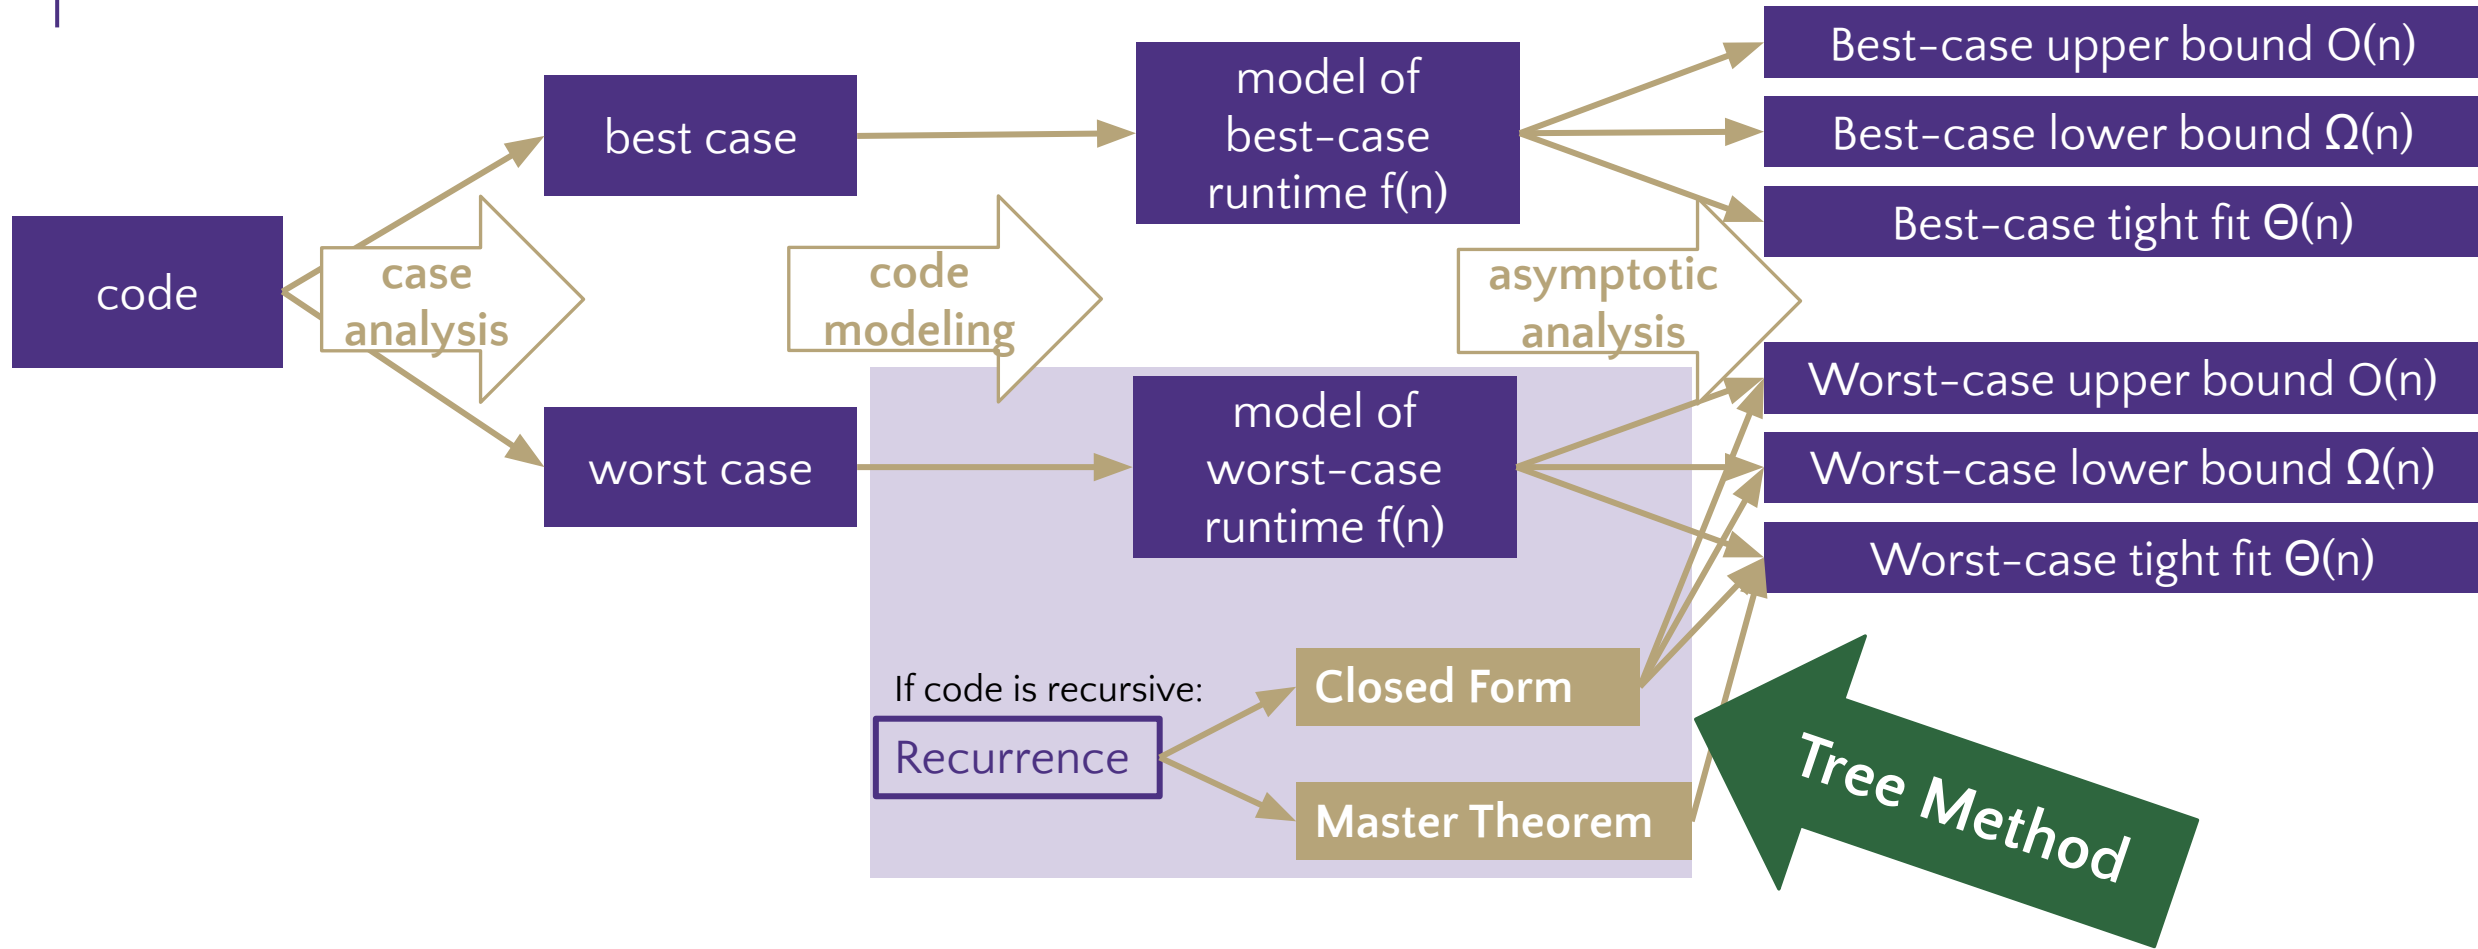 code
case
analysis
best case
worst case
code
modeling
model of
best-case
runtime f(n)
model of
worst-case
runtime f(n)
asymptotic
analysis
Best-case upper bound O(n)
Best-case lower bound Ω(n)
Best-case tight fit Θ(n)
Worst-case upper bound O(n)
Worst-case lower bound Ω(n)
Worst-case tight fit Θ(n)
If code is recursive:
Recurrence
Closed Form
Master Theorem
Tree Method